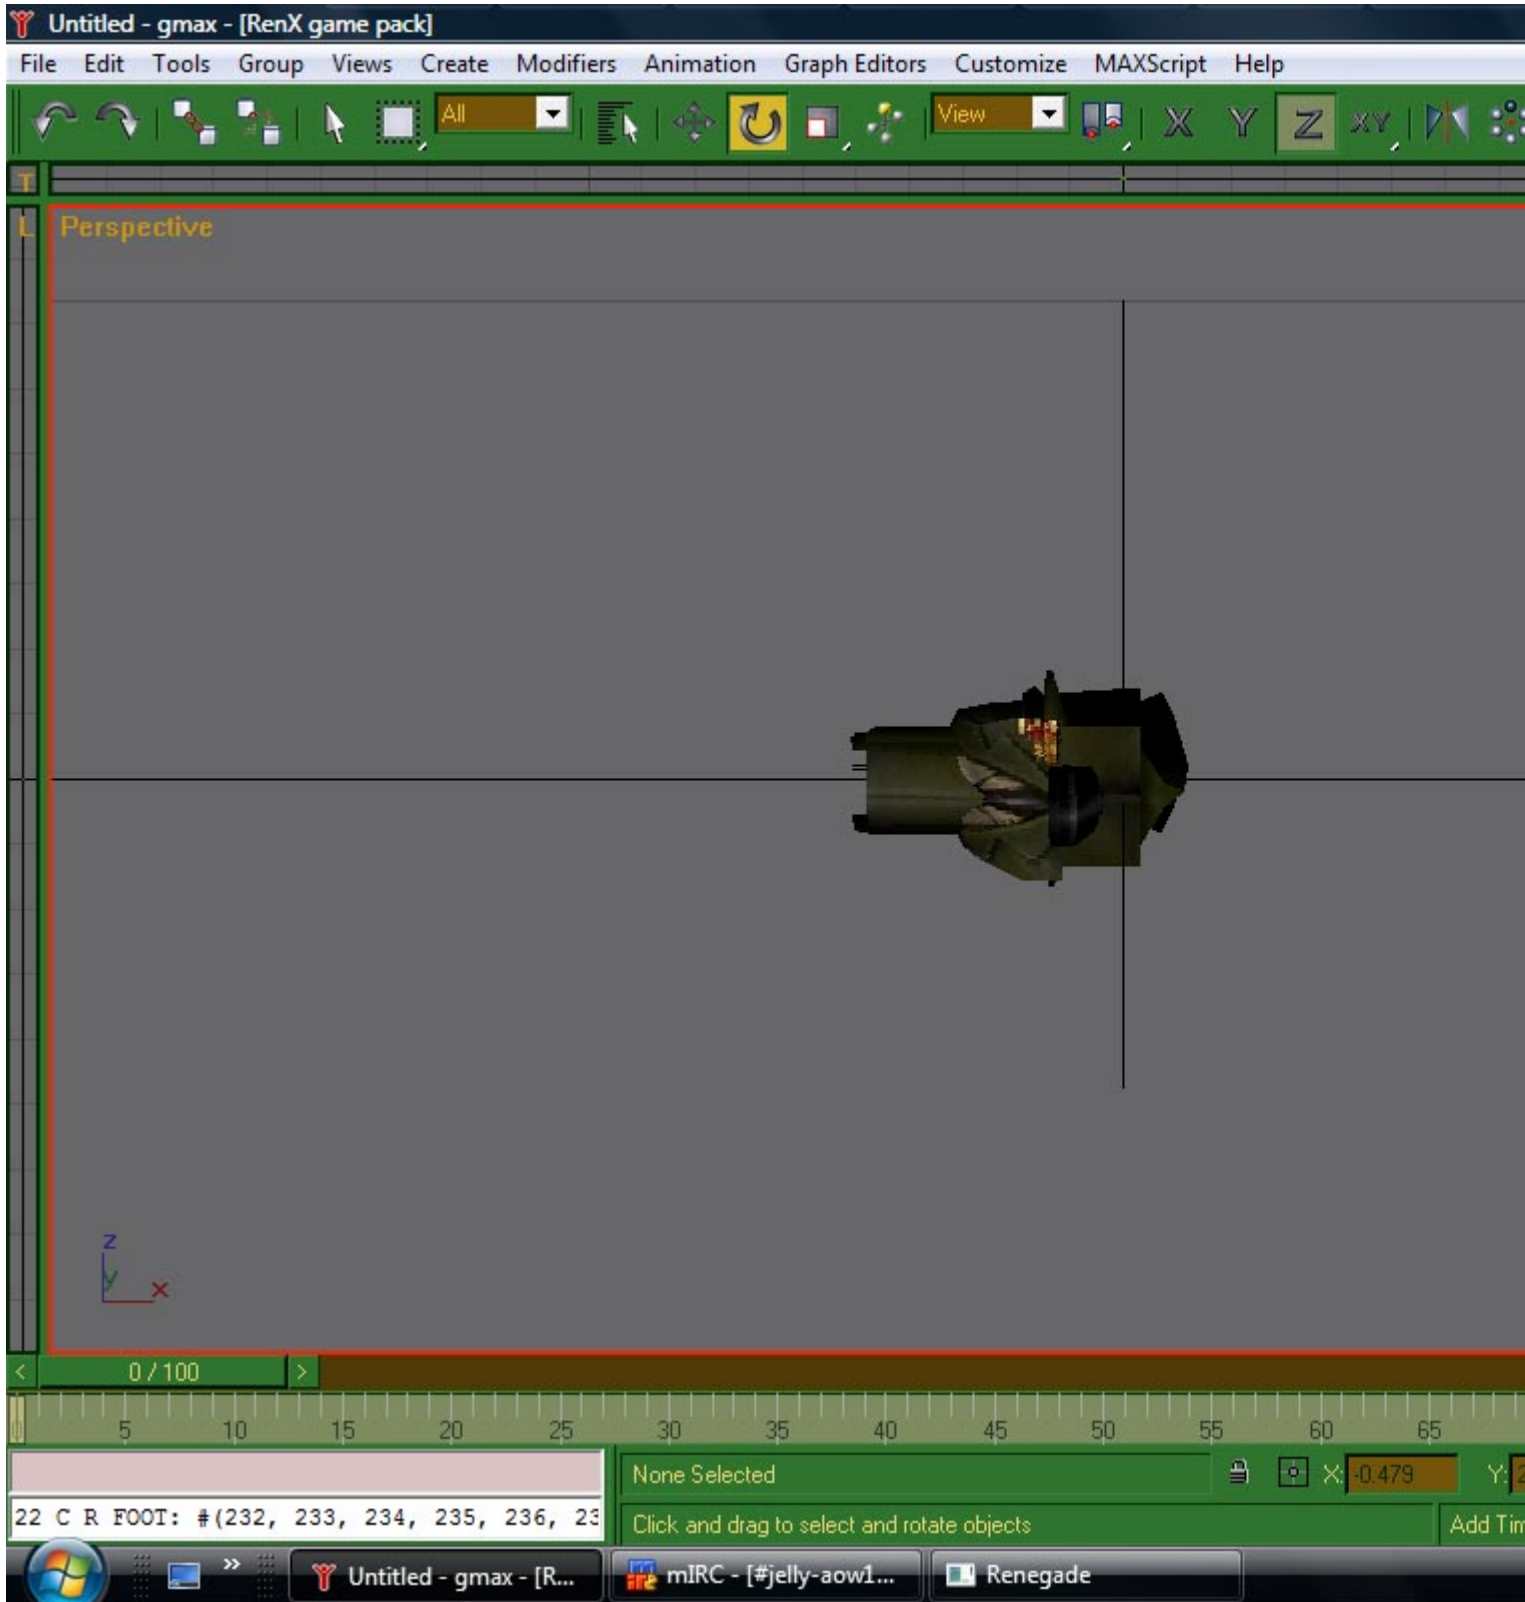 Untitled - gmax - [RenX game pack]
File Edit Tools Group Views Create Modifiers Animation Graph Editors Customize MAXScript Help
All View X Y Z XY
T
L Perspective
z
y
x
< 0 / 100 >
0 5 10 15 20 25 30 35 40 45 50 55 60 65
None Selected X: -0.479 Y: 2
22 C R FOOT: #(232, 233, 234, 235, 236, 23
Click and drag to select and rotate objects Add Tim
» Untitled - gmax - [R... mIRC - [#jelly-aow1... Renegade